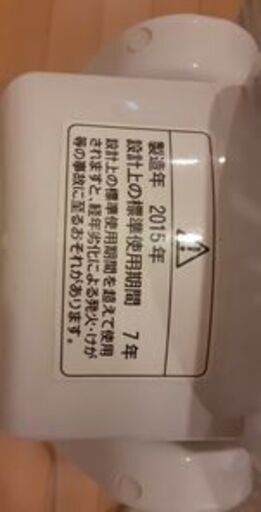 製造年 2015年
設計上の標準使用期間 7年
設計上の標準使用期間を超えて使用
されますと、経年劣化による発火・けが
等の事故に至るおそれがあります。